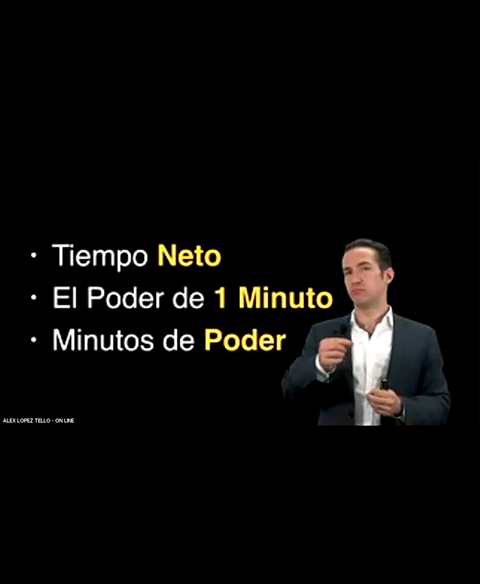 • Tiempo Neto
• El Poder de 1 Minuto
• Minutos de Poder
ALEX LOPEZ TELLO - ON LINE